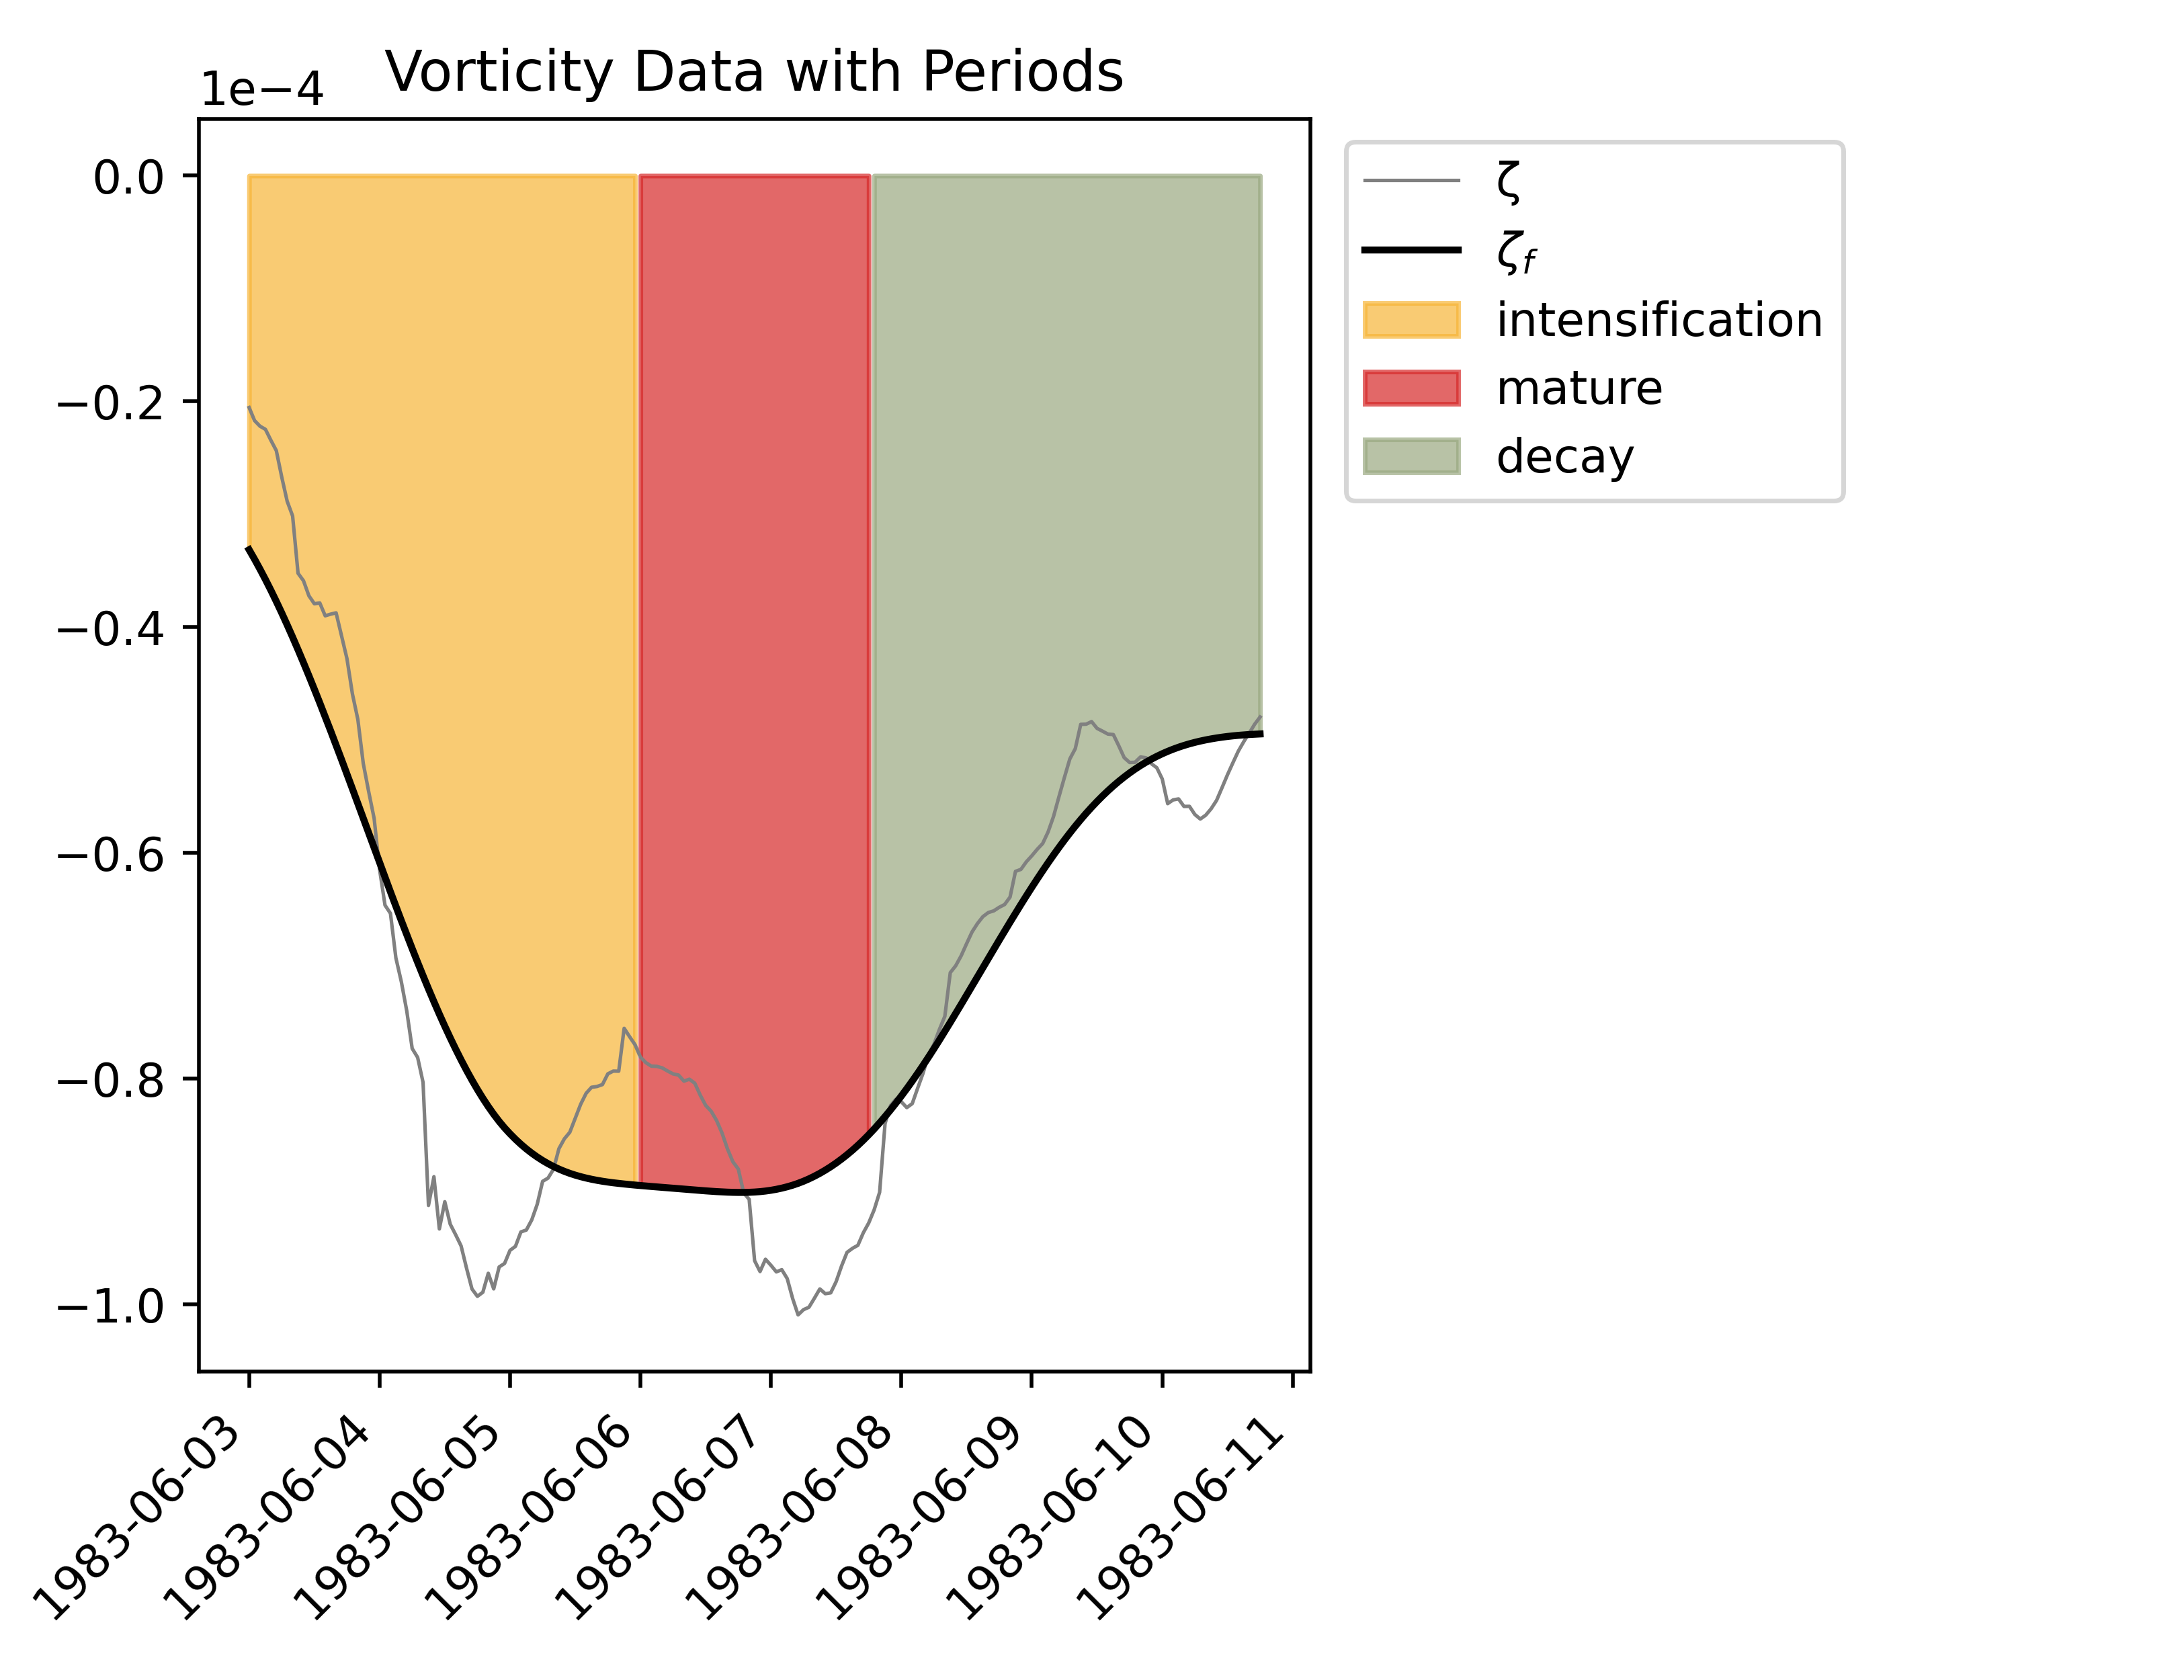 Vorticity Data with Periods
1e−4
0.0
−0.2
−0.4
−0.6
−0.8
−1.0
1983-06-03
1983-06-04
1983-06-05
1983-06-06
1983-06-07
1983-06-08
1983-06-09
1983-06-10
1983-06-11
ζ
ζf
intensification
mature
decay